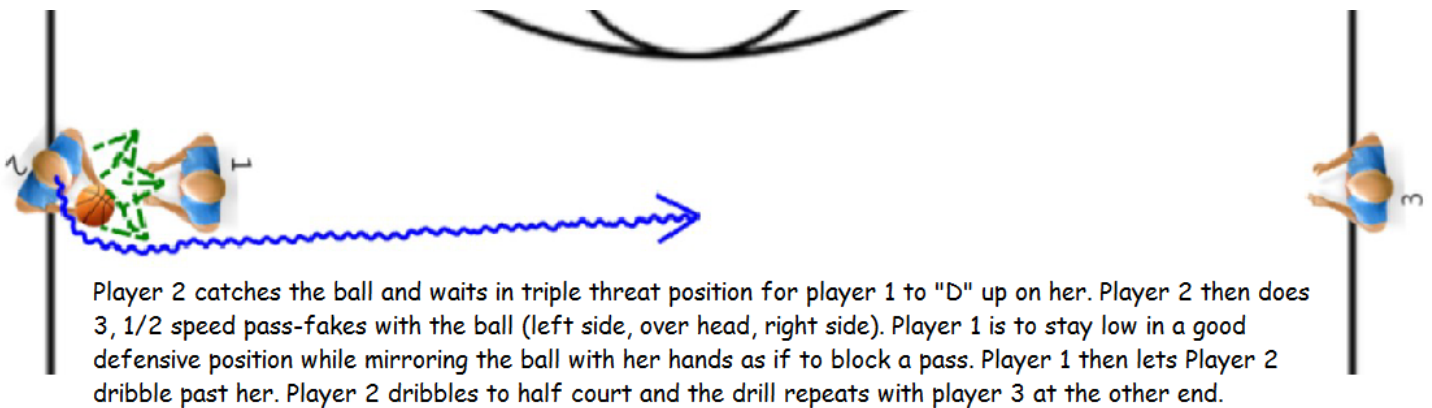 2
1
3
Player 2 catches the ball and waits in triple threat position for player 1 to "D" up on her. Player 2 then does
3, 1/2 speed pass-fakes with the ball (left side, over head, right side). Player 1 is to stay low in a good
defensive position while mirroring the ball with her hands as if to block a pass. Player 1 then lets Player 2
dribble past her. Player 2 dribbles to half court and the drill repeats with player 3 at the other end.